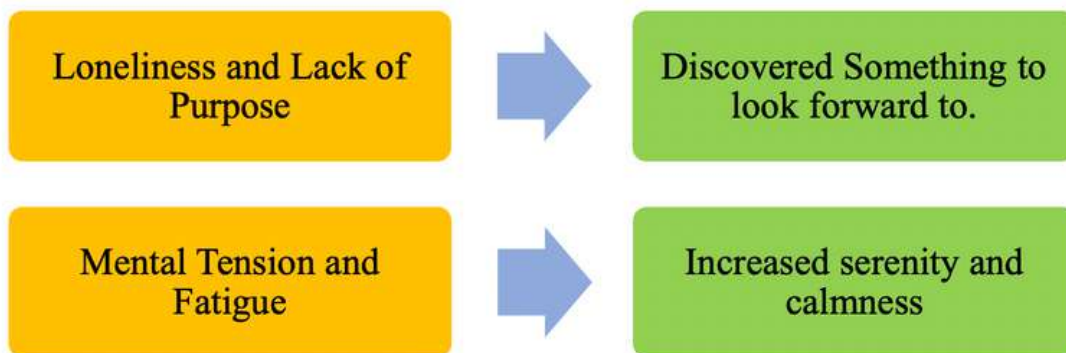 Loneliness and Lack of
Purpose
Discovered Something to
look forward to.
Mental Tension and
Fatigue
Increased serenity and
calmness